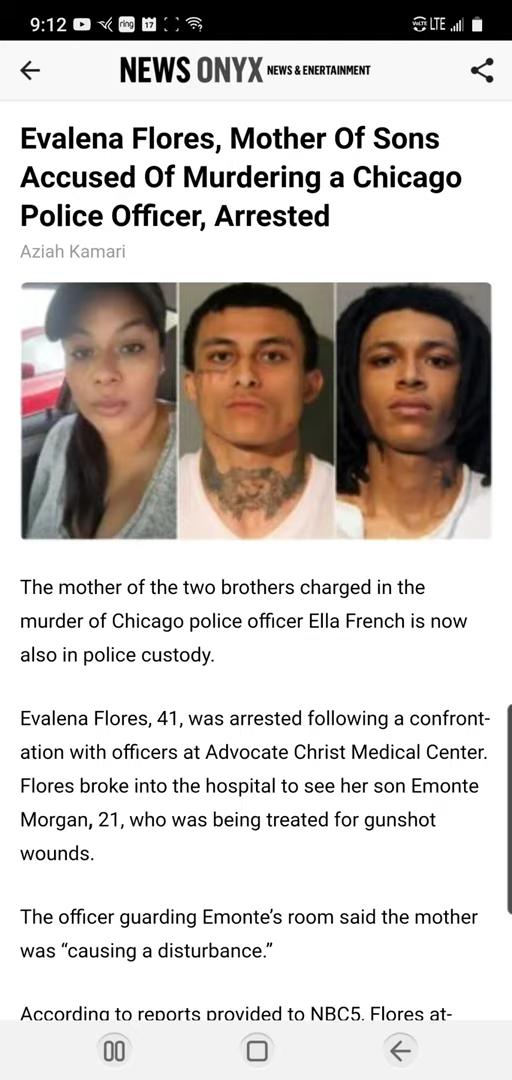 9:12
ring
17
VoLTE LTE
NEWS ONYX NEWS & ENERTAINMENT
Evalena Flores, Mother Of Sons
Accused Of Murdering a Chicago
Police Officer, Arrested
Aziah Kamari
The mother of the two brothers charged in the
murder of Chicago police officer Ella French is now
also in police custody.
Evalena Flores, 41, was arrested following a confront-
ation with officers at Advocate Christ Medical Center.
Flores broke into the hospital to see her son Emonte
Morgan, 21, who was being treated for gunshot
wounds.
The officer guarding Emonte’s room said the mother
was “causing a disturbance.”
According to reports provided to NBC5, Flores at-